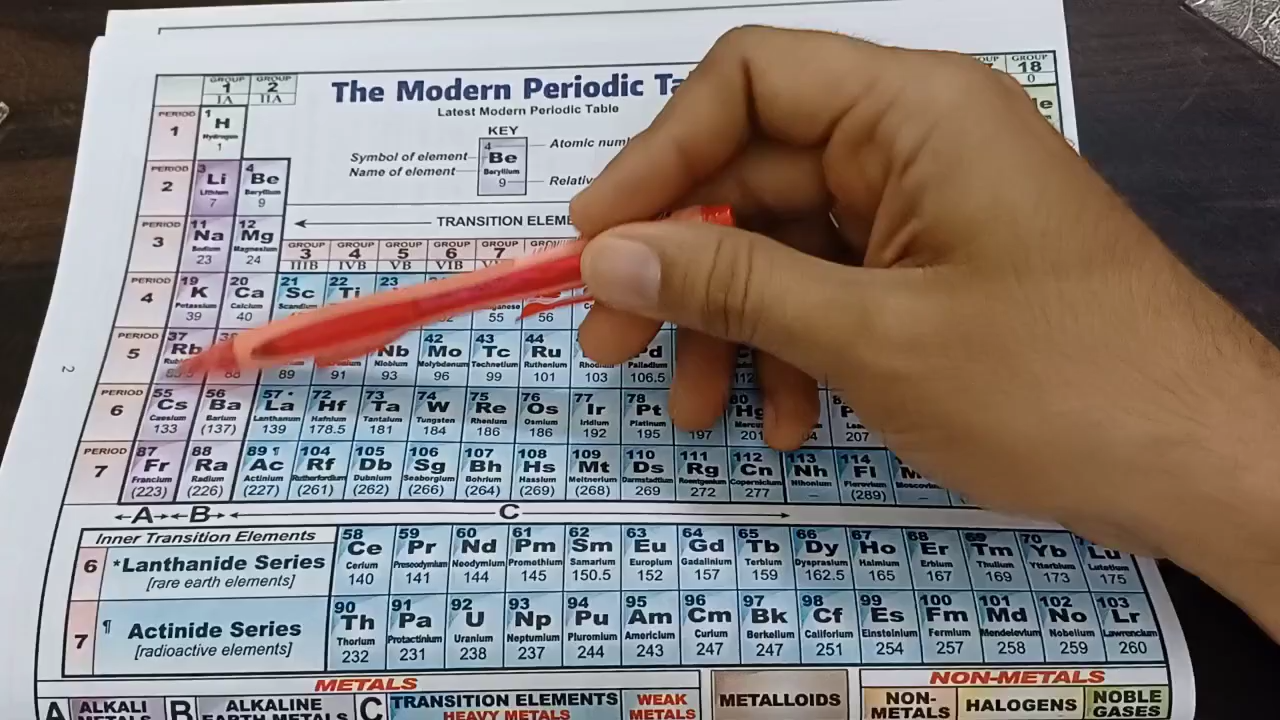 GROUP GROUP
1 2
IA IIA
The Modern Periodic Ta
Latest Modern Periodic Table
18
0
PERIOD
1
1
H
Hydrogen
1
KEY
4
Be
Beryllium
9
Symbol of element
Name of element
Atomic num
Relativ
PERIOD
2
3 4
Li Be
Lithium Beryllium
7 9
TRANSITION ELEME
PERIOD
3
11 12
Na Mg
Sodium Magnesium
23 24
GROUP GROUP GROUP GROUP GROUP
3 4 5 6 7
IIIB IVB VB VIB
PERIOD
4
19 20 21 22 23
K Ca Sc Ti
Potassium Calcium
39 40 55 56
PERIOD
5
37 42 43 44
Rb Nb Mo Tc Ru
Niobium Molybdenum Technetium Ruthenium Palladium
88 89 91 93 96 99 101 103 106.5 112
PERIOD
6
55 56 57 * 72 73 74 75 76 77 78 80
Cs Ba La Hf Ta W Re Os Ir Pt Hg
Caesium Barium Lanthanum Hafnium Tantalum Tungsten Rhenium Osmium Iridium Platinum
133 (137) 139 178.5 181 184 186 186 192 195 197 201 207
PERIOD
7
87 88 89 ¶ 104 105 106 107 108 109 110 111 112 113 114
Fr Ra Ac Rf Db Sg Bh Hs Mt Ds Rg Cn Nh Fl
Francium Radium Actinium Rutherfordium Dubnium Seaborgium Bohrium Hassium Meitnerium Darmstadtium Roentgenium Copernicium Nihonium Flerovium
(223) (226) (227) (261) (262) (266) (264) (269) (268) 269 272 277 – (289)
A B C
Inner Transition Elements
6
*Lanthanide Series
[rare earth elements]
58 59 60 61 62 63 64 65 66 67 68 69 70
Ce Pr Nd Pm Sm Eu Gd Tb Dy Ho Er Tm Yb Lu
Cerium Preseodymium Neodymium Promothium Samarium Europium Gadalinium Terbium Dysprasium Halmium Erbium Thulium Ytterbium Lutetium
140 141 144 145 150.5 152 157 159 162.5 165 167 169 173 175
7
¶ Actinide Series
[radioactive elements]
90 91 92 93 94 95 96 97 98 99 100 101 102 103
Th Pa U Np Pu Am Cm Bk Cf Es Fm Md No Lr
Thorium Protactinium Uranium Neptumium Pluromium Americium Curium Berkelium Califorium Einsteinium Fermium Mendelevium Nobelium Lawrencium
232 231 238 237 244 243 247 247 251 254 257 258 259 260
METALS
NON-METALS
A ALKALI METALS
B ALKALINE EARTH METALS
C TRANSITION ELEMENTS
HEAVY METALS
WEAK METALS
METALLOIDS
NON-METALS
HALOGENS
NOBLE GASES
2